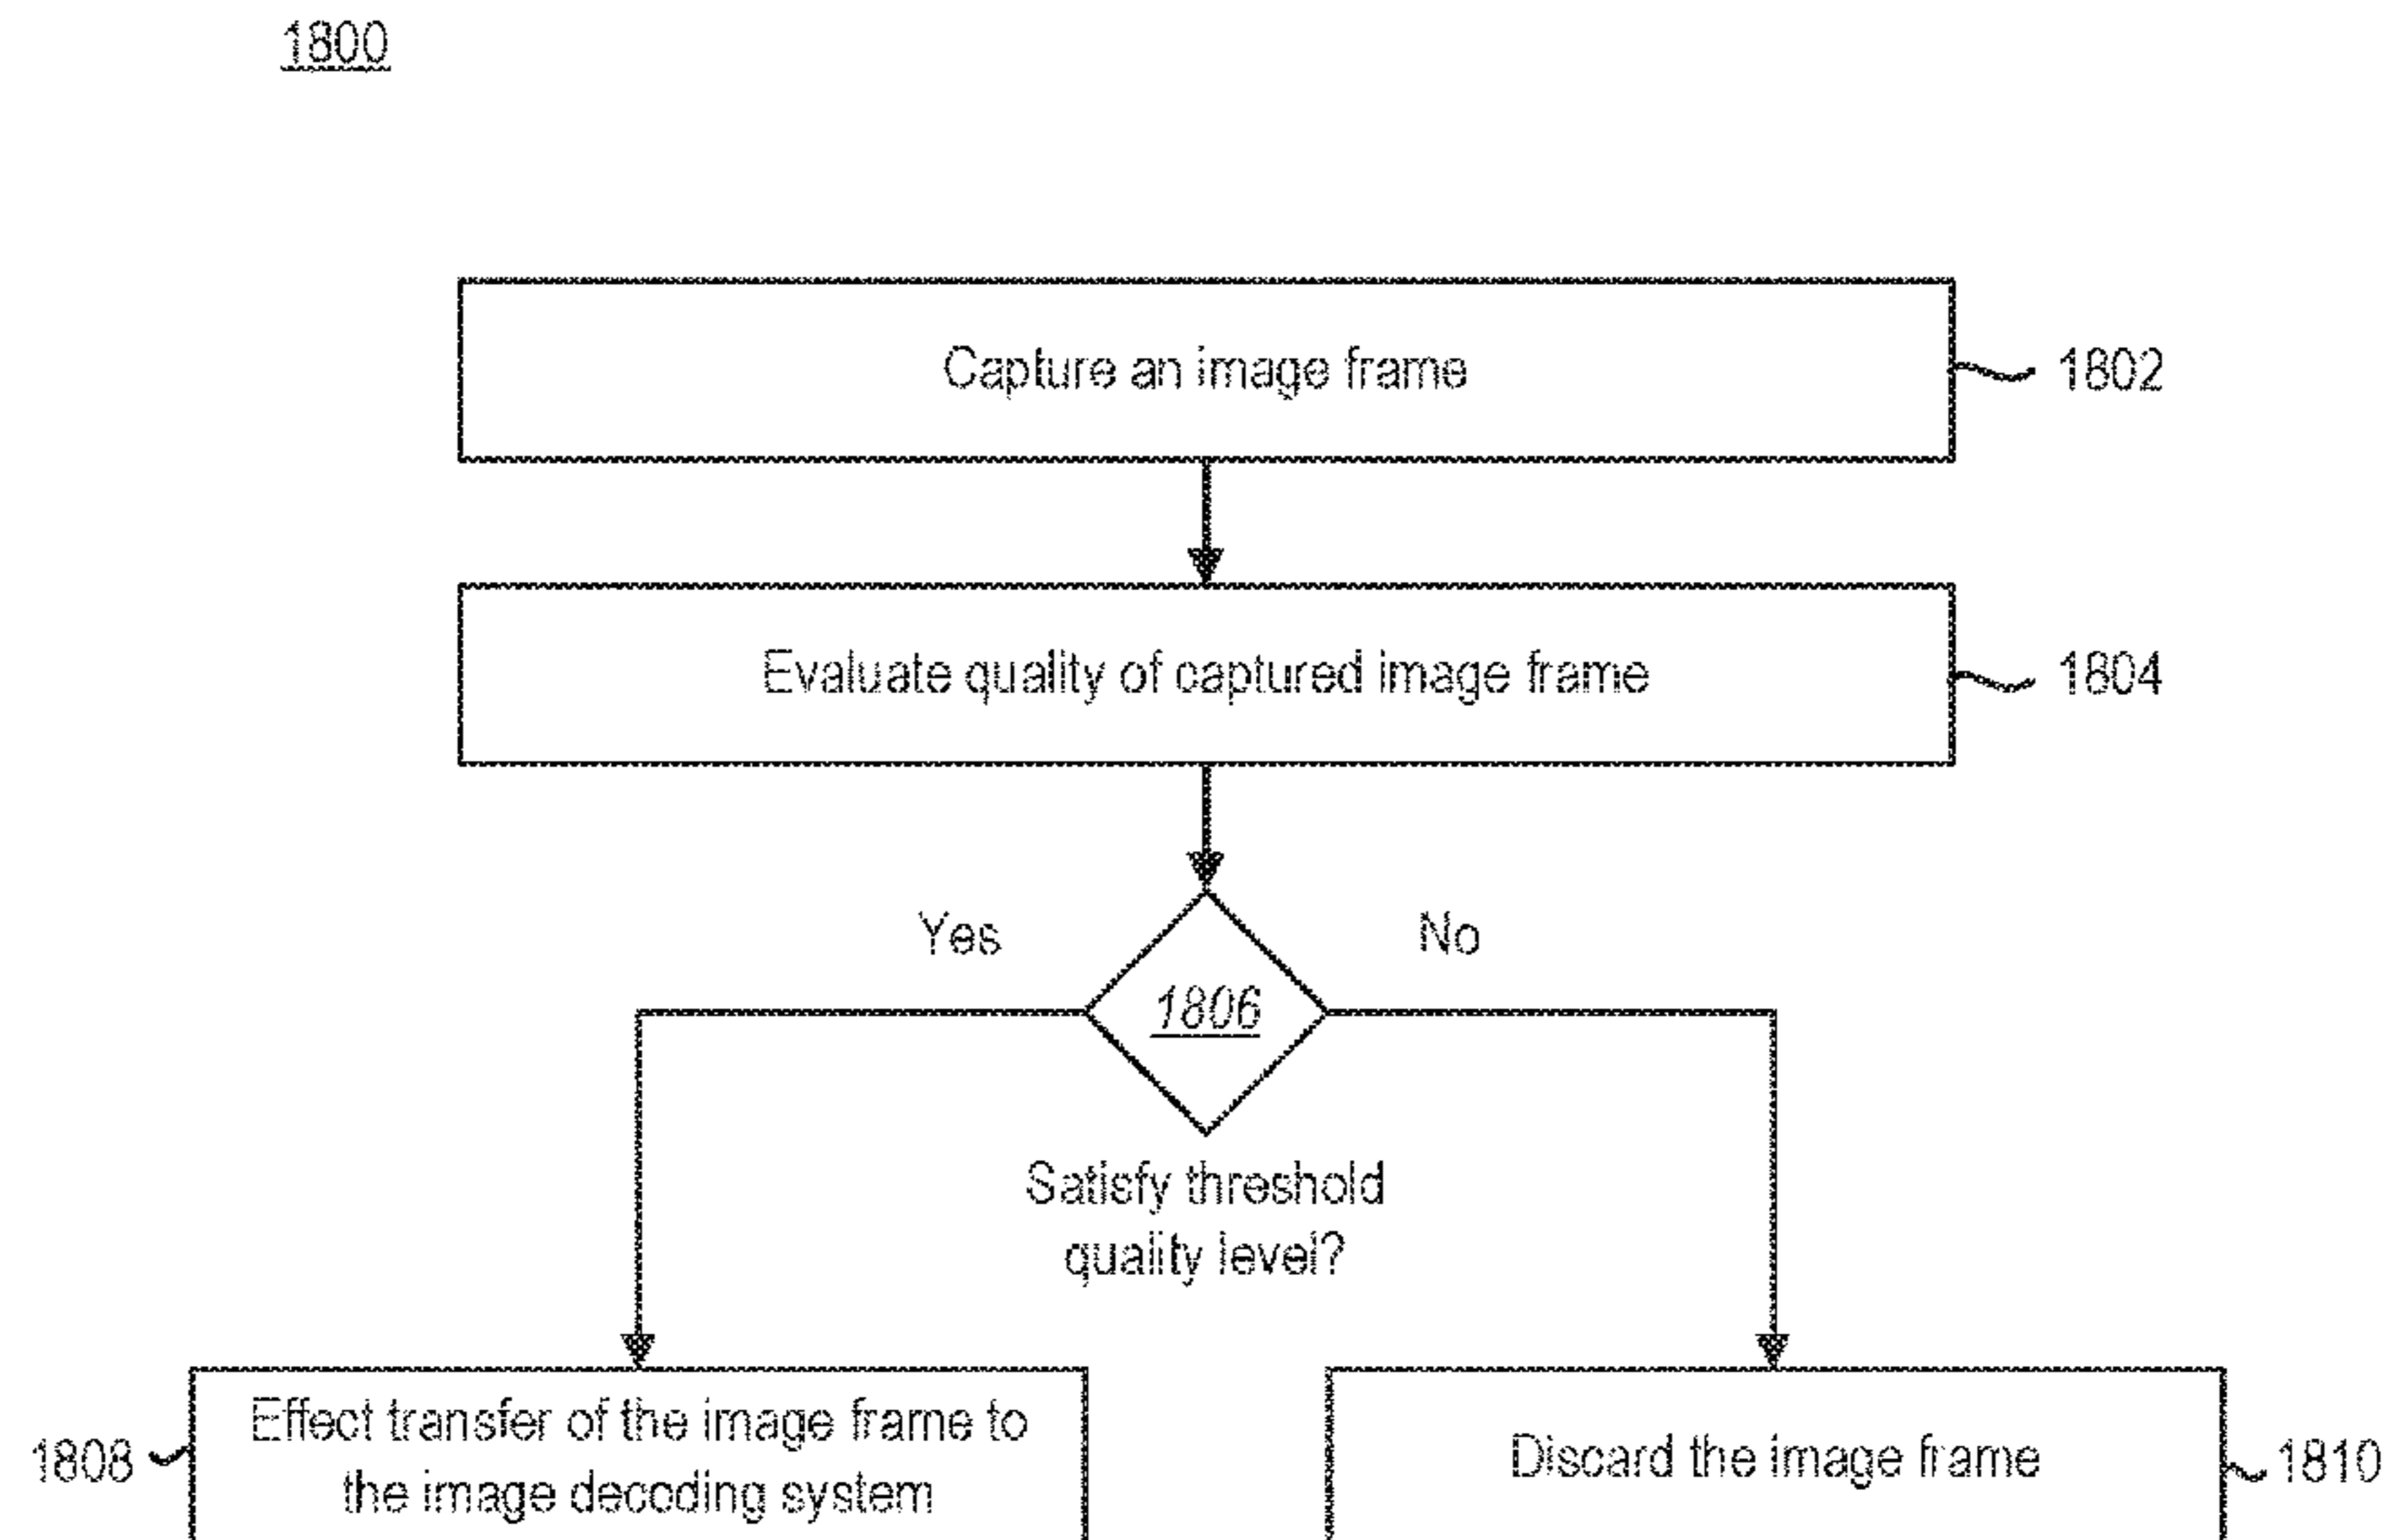 1800
Capture an image frame
1802
Evaluate quality of captured image frame
1804
Yes
No
1806
Satisfy threshold
quality level?
1808
Effect transfer of the image frame to
the image decoding system
Discard the image frame
1810